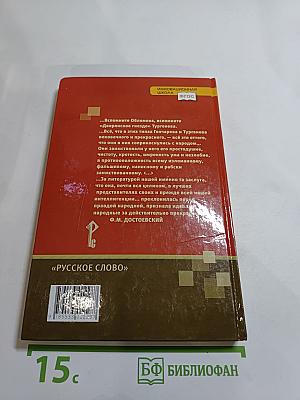 ИННОВАЦИОННАЯ
ШКОЛА
ФГОС
...Вспомните Обломова, вспомните
«Дворянское гнездо» Тургенева.
...Всё, что в этих типах Гончарова и Тургенева
вековечного и прекрасного, — всё это оттого,
что они в них соприкоснулись с народом...
Они заимствовали у него его простодушие,
чистоту, кротость, широкость ума и незлобие,
в противоположность всему изломанному,
фальшивому, наносному и рабски
заимствованному. <...>
...За литературой нашей именно та заслуга,
что она, почти вся целиком, в лучших
представителях своих и прежде всей нашей
интеллигенции... преклонилась перед
правдой народной, признала идеалы
народные за действительно прекрасные.
Ф.М. ДОСТОЕВСКИЙ
«РУССКОЕ СЛОВО»
15с
БФ БИБЛИОФАН